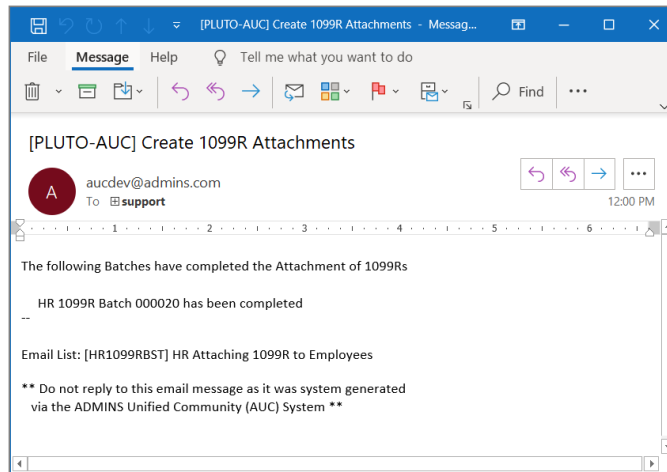 [PLUTO-AUC] Create 1099R Attachments - Messag...
File Message Help Tell me what you want to do
Find
[PLUTO-AUC] Create 1099R Attachments
A
aucdev@admins.com
To support
12:00 PM
1 2 3 4 5 6
The following Batches have completed the Attachment of 1099Rs
HR 1099R Batch 000020 has been completed
--
Email List: [HR1099RBST] HR Attaching 1099R to Employees
** Do not reply to this email message as it was system generated
via the ADMINS Unified Community (AUC) System **